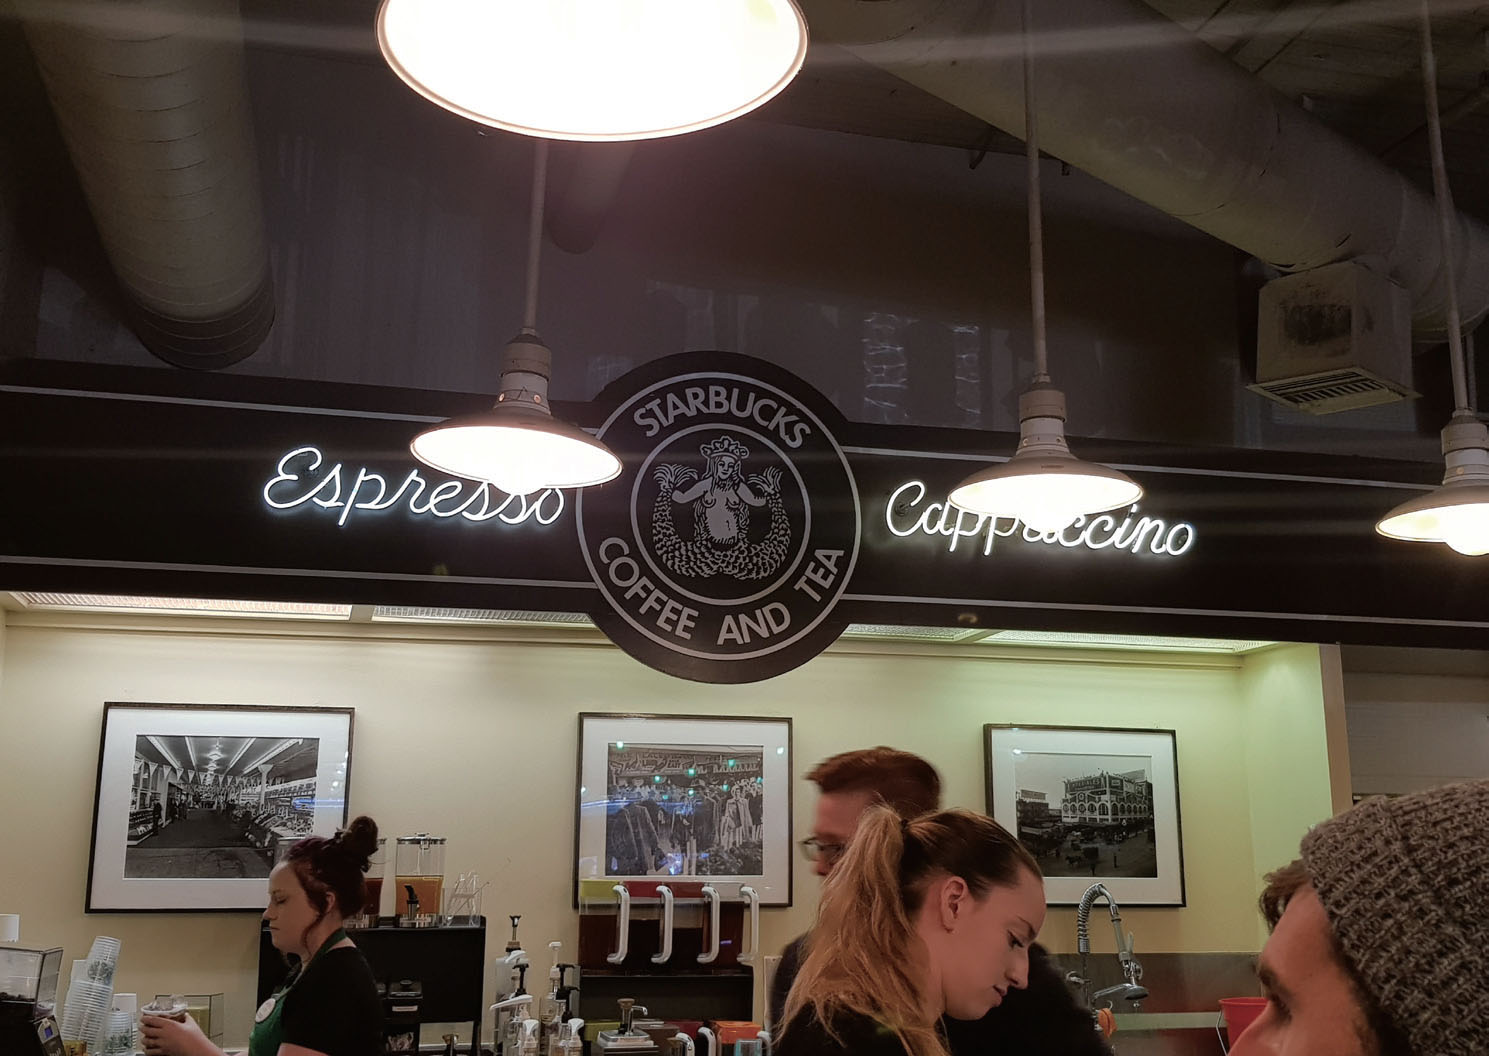 Espresso
STARBUCKS
COFFEE AND TEA
Cappuccino